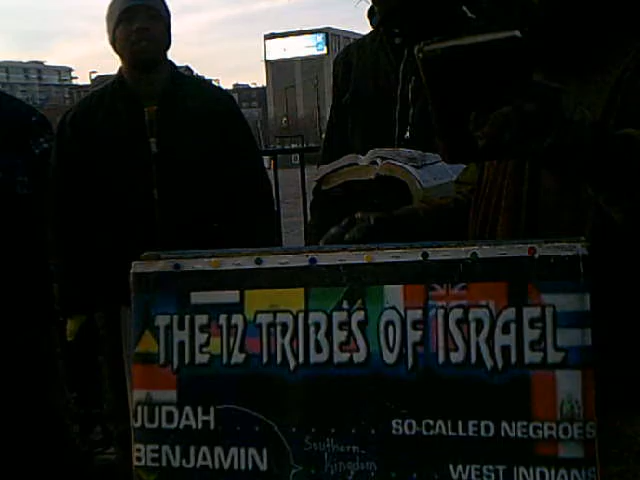 THE 12 TRIBES OF ISRAEL
JUDAH SO-CALLED NEGROES
BENJAMIN Southern Kingdom WEST INDIANS